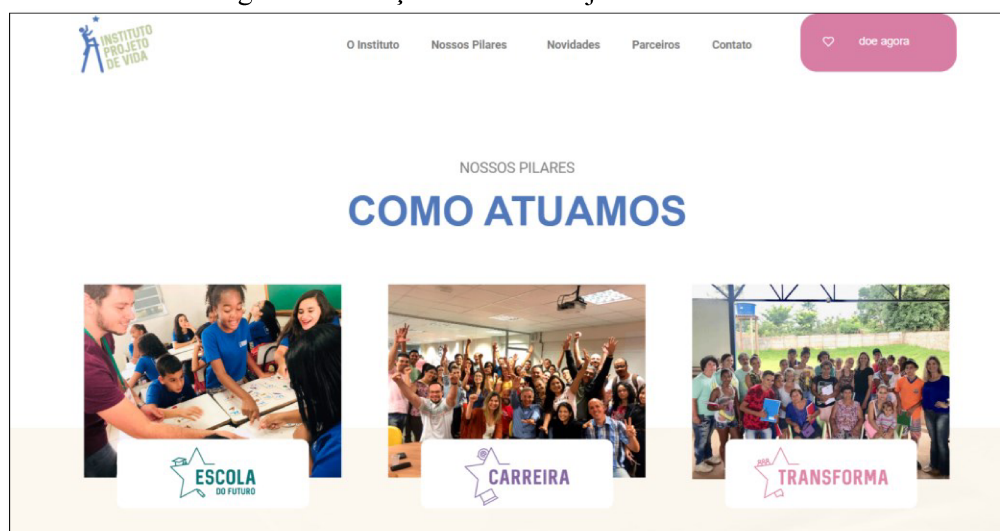 INSTITUTO
PROJETO
DE VIDA
O Instituto
Nossos Pilares
Novidades
Parceiros
Contato
doe agora
NOSSOS PILARES
COMO ATUAMOS
ESCOLA
DO FUTURO
CARREIRA
TRANSFORMA